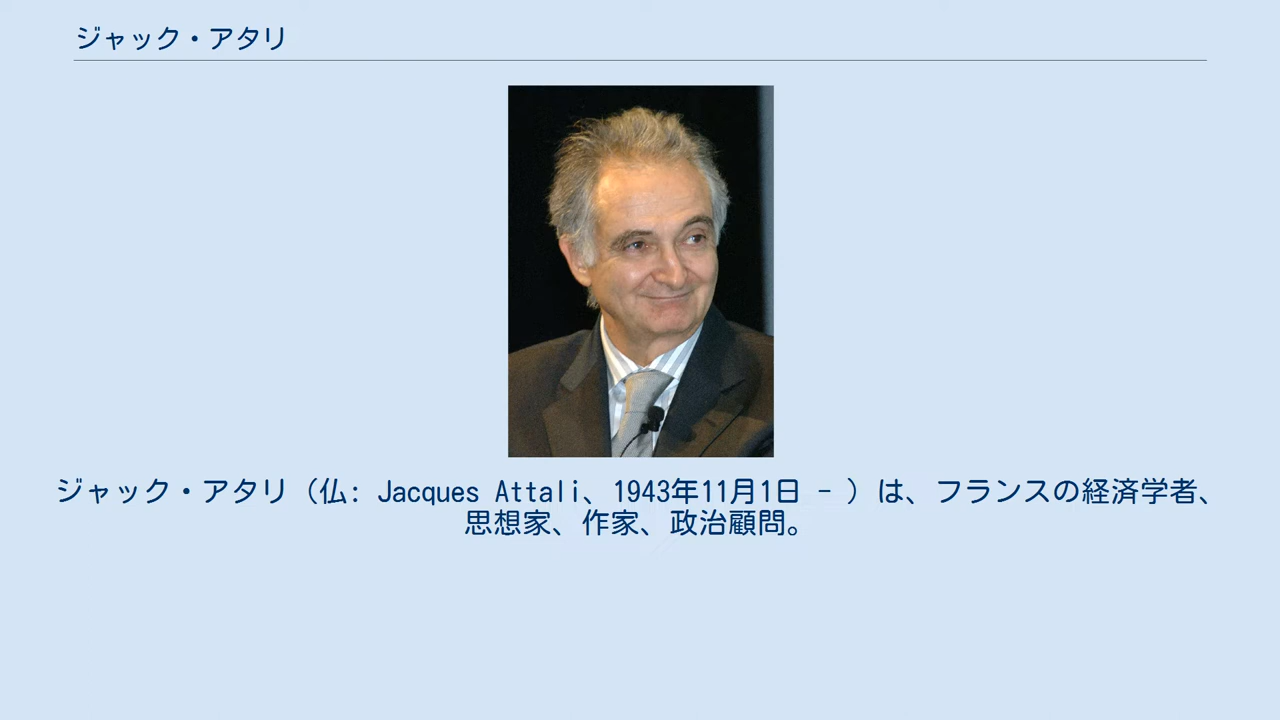 ジャック・アタリ
ジャック・アタリ（仏: Jacques Attali、1943年11月1日 - ）は、フランスの経済学者、
思想家、作家、政治顧問。